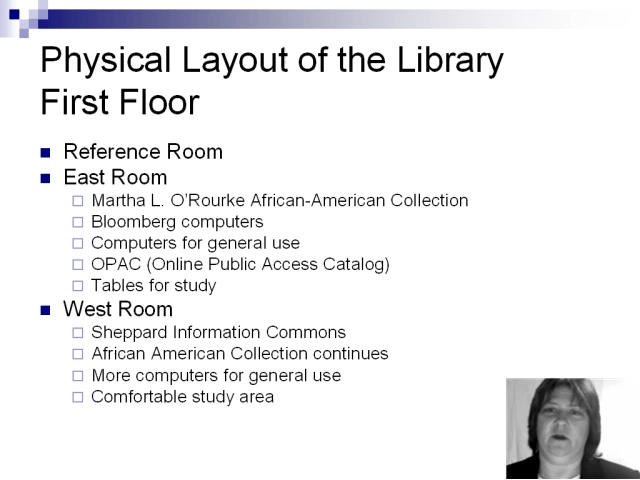 Physical Layout of the Library
First Floor
Reference Room
East Room
Martha L. O'Rourke African-American Collection
Bloomberg computers
Computers for general use
OPAC (Online Public Access Catalog)
Tables for study
West Room
Sheppard Information Commons
African American Collection continues
More computers for general use
Comfortable study area